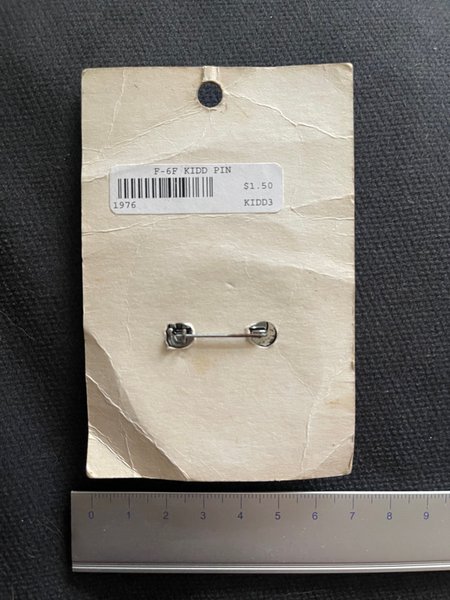 F-6F KIDD PIN
$1.50
1976 KIDD3
0 1 2 3 4 5 6 7 8 9